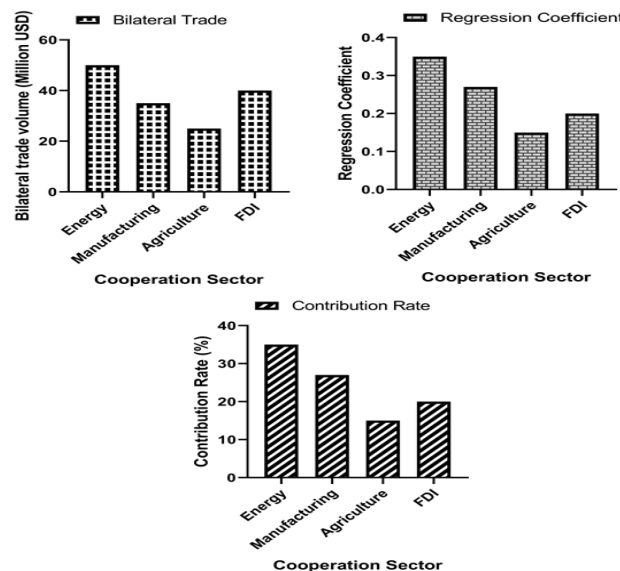 Bilateral Trade
Bilateral trade volume (Million USD)
60
40
20
0
Energy
Manufacturing
Agriculture
FDI
Cooperation Sector
Regression Coefficient
Regression Coefficient
0.4
0.3
0.2
0.1
0.0
Energy
Manufacturing
Agriculture
FDI
Cooperation Sector
Contribution Rate
Contribution Rate (%)
40
30
20
10
0
Energy
Manufacturing
Agriculture
FDI
Cooperation Sector